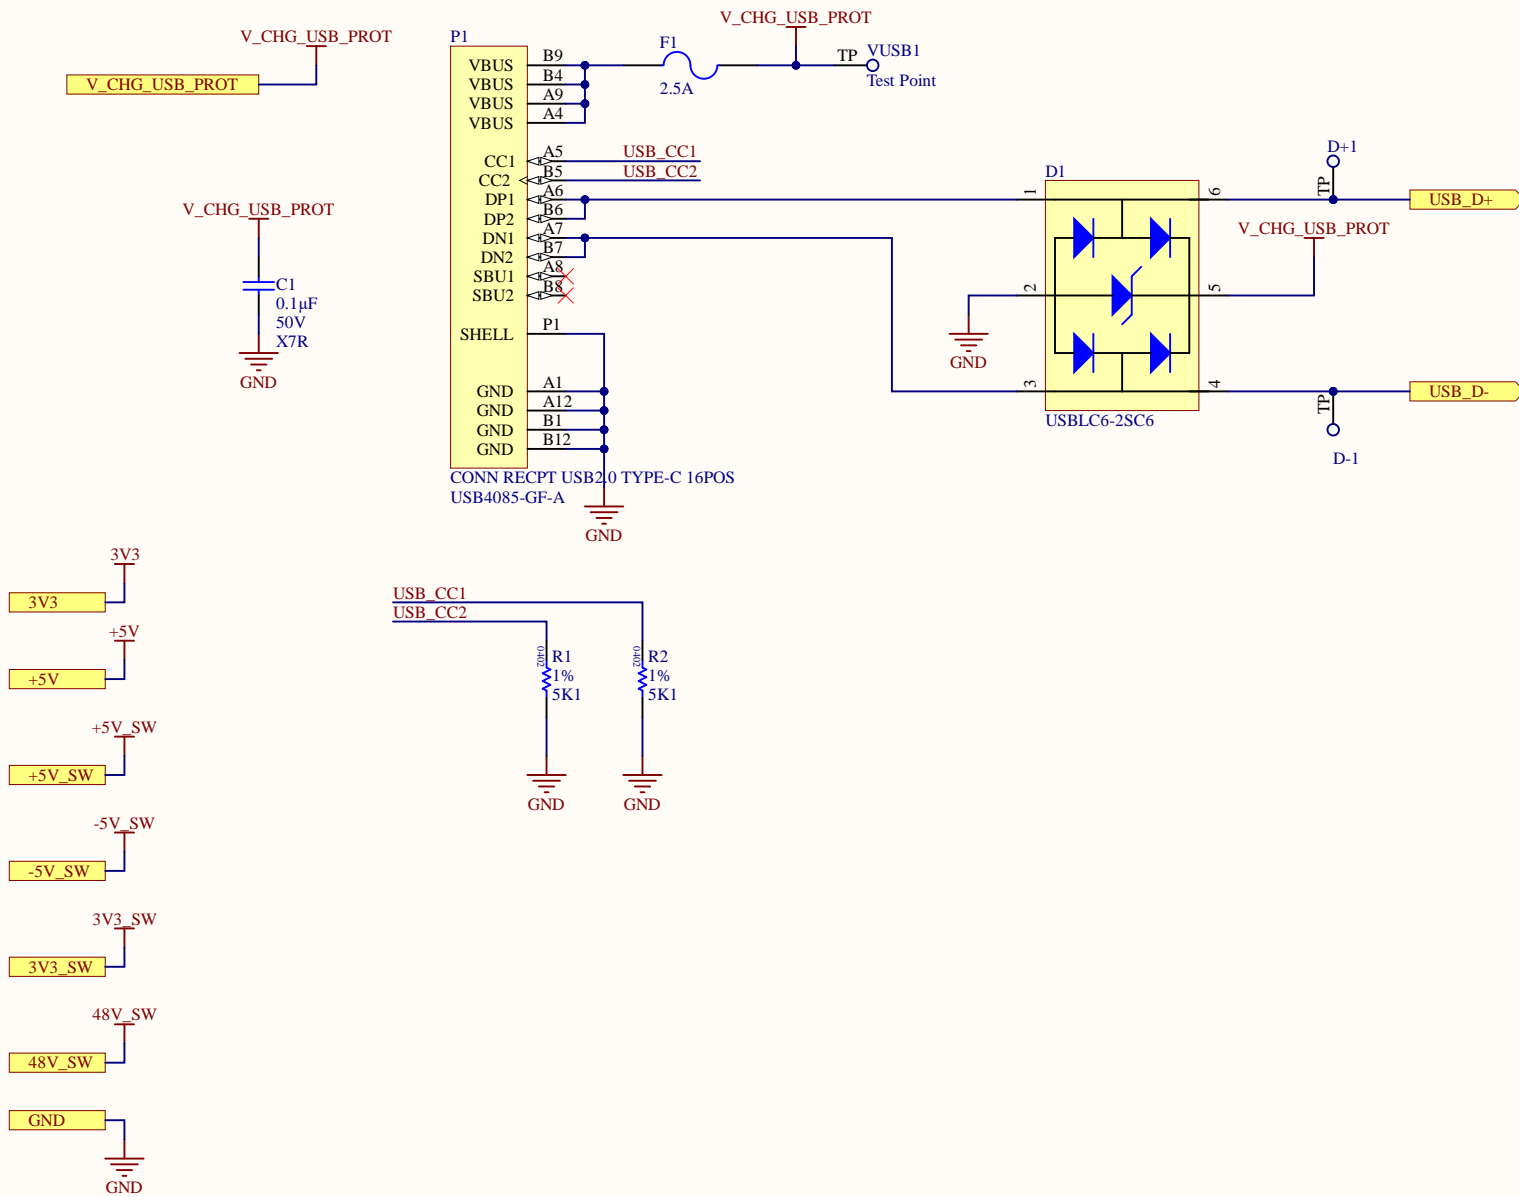 V_CHG_USB_PROT
V_CHG_USB_PROT
V_CHG_USB_PROT
C1
0.1µF
50V
X7R
GND
P1
VBUS B9
VBUS B4
VBUS A9
VBUS A4
CC1 A5 USB_CC1
CC2 B5 USB_CC2
DP1 A6
DP2 B6
DN1 A7
DN2 B7
SBU1 A8
SBU2 B8
SHELL P1
GND A1
GND A12
GND B1
GND B12
CONN RECPT USB2.0 TYPE-C 16POS
USB4085-GF-A
GND
F1
2.5A
V_CHG_USB_PROT
TP VUSB1
Test Point
D1
1
2
3
6
5
4
USBLC6-2SC6
GND
D+1
TP
USB_D+
V_CHG_USB_PROT
USB_D-
TP
D-1
3V3
3V3
+5V
+5V
+5V_SW
+5V_SW
-5V_SW
-5V_SW
3V3_SW
3V3_SW
48V_SW
48V_SW
GND
GND
USB_CC1
USB_CC2
0402
R1
1%
5K1
GND
0402
R2
1%
5K1
GND